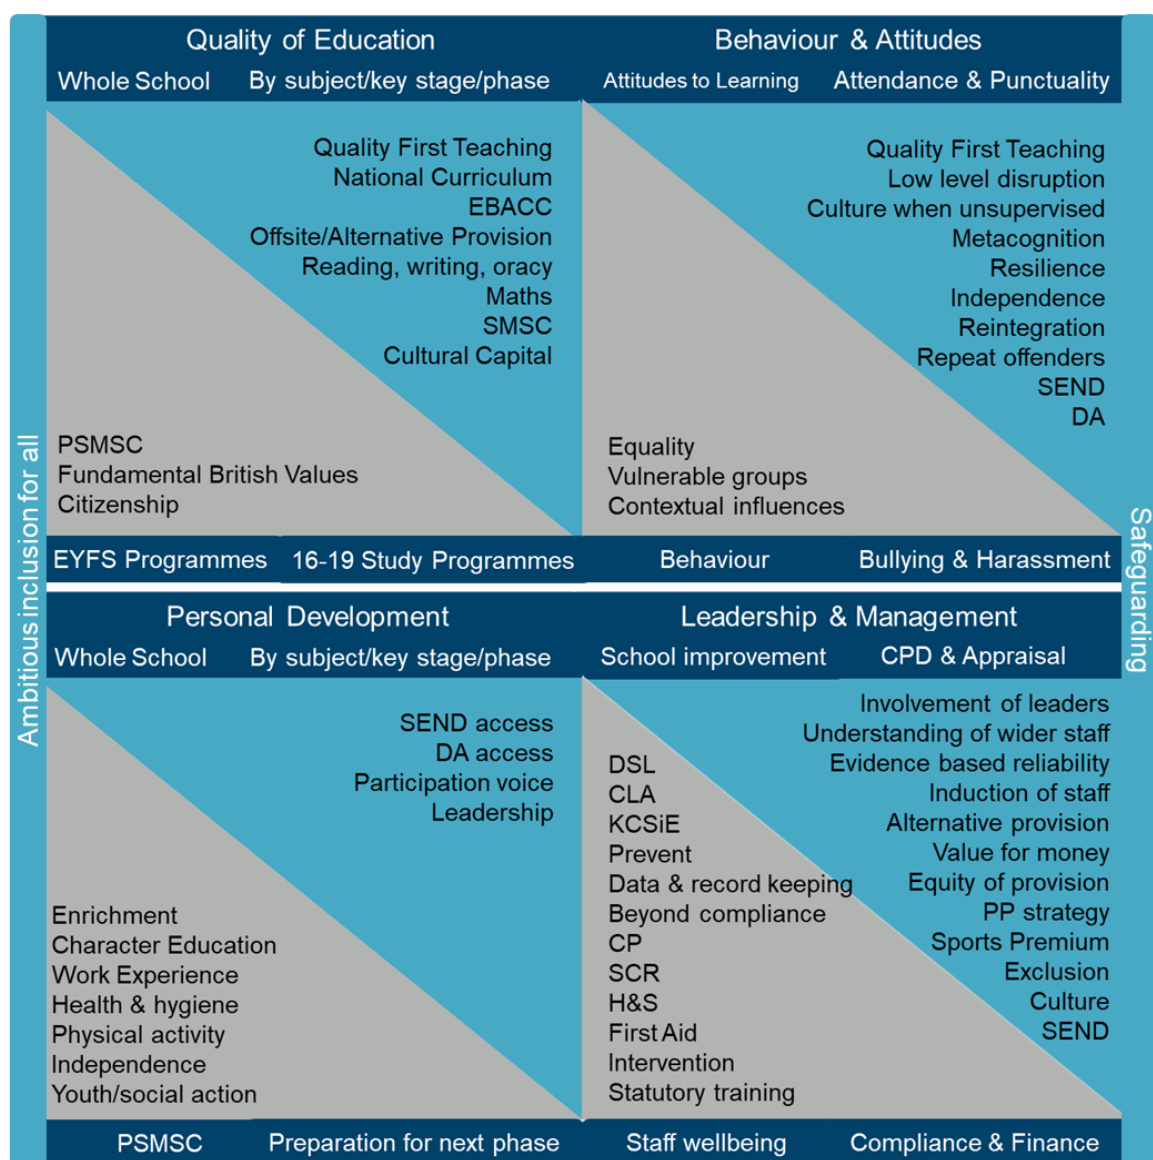 Quality of Education
Whole School
By subject/key stage/phase
Quality First Teaching
National Curriculum
EBACC
Offsite/Alternative Provision
Reading, writing, oracy
Maths
SMSC
Cultural Capital
PSMSC
Fundamental British Values
Citizenship
EYFS Programmes
16-19 Study Programmes
Behaviour & Attitudes
Attitudes to Learning
Attendance & Punctuality
Quality First Teaching
Low level disruption
Culture when unsupervised
Metacognition
Resilience
Independence
Reintegration
Repeat offenders
SEND
DA
Equality
Vulnerable groups
Contextual influences
Behaviour
Bullying & Harassment
Personal Development
Whole School
By subject/key stage/phase
SEND access
DA access
Participation voice
Leadership
Enrichment
Character Education
Work Experience
Health & hygiene
Physical activity
Independence
Youth/social action
PSMSC
Preparation for next phase
Leadership & Management
School improvement
CPD & Appraisal
Involvement of leaders
Understanding of wider staff
Evidence based reliability
Induction of staff
Alternative provision
Value for money
Equity of provision
PP strategy
Sports Premium
Exclusion
Culture
SEND
DSL
CLA
KCSiE
Prevent
Data & record keeping
Beyond compliance
CP
SCR
H&S
First Aid
Intervention
Statutory training
Staff wellbeing
Compliance & Finance
Ambitious inclusion for all
Safeguarding